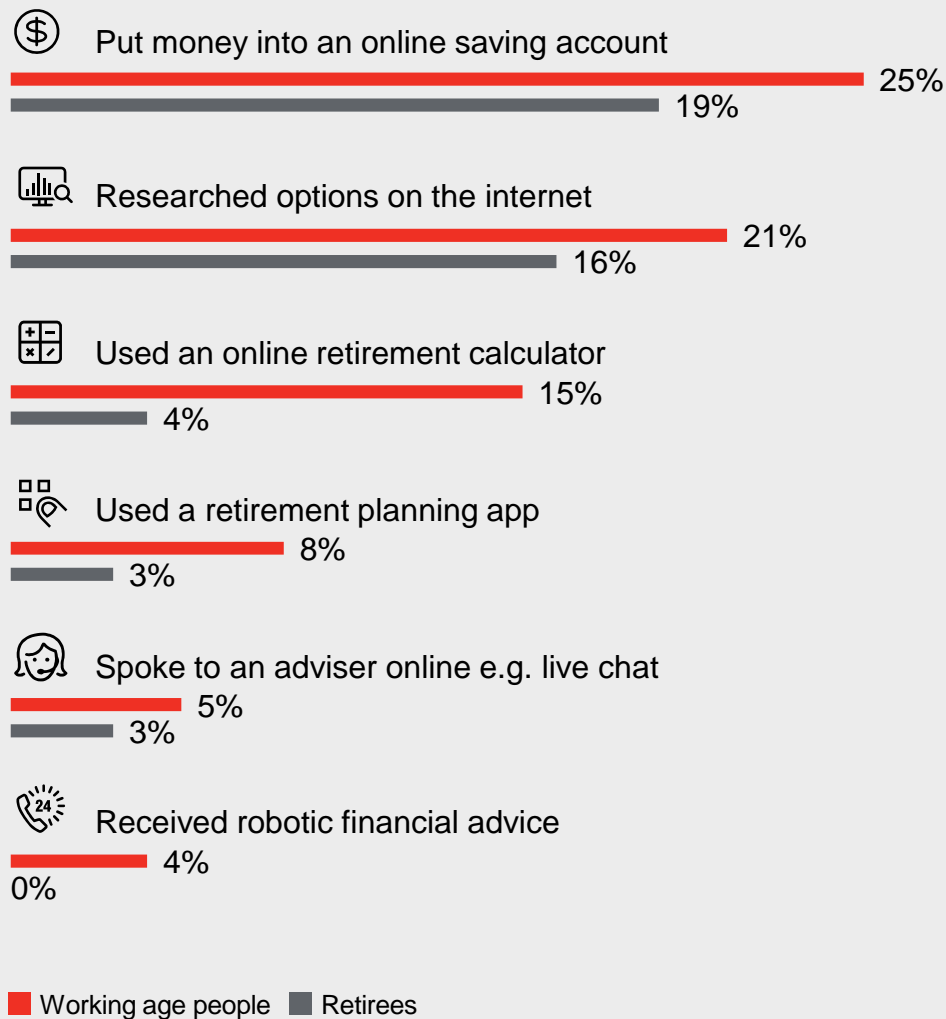 Put money into an online saving account
25%
19%
Researched options on the internet
21%
16%
Used an online retirement calculator
15%
4%
Used a retirement planning app
8%
3%
Spoke to an adviser online e.g. live chat
5%
3%
24
Received robotic financial advice
4%
0%
Working age people Retirees